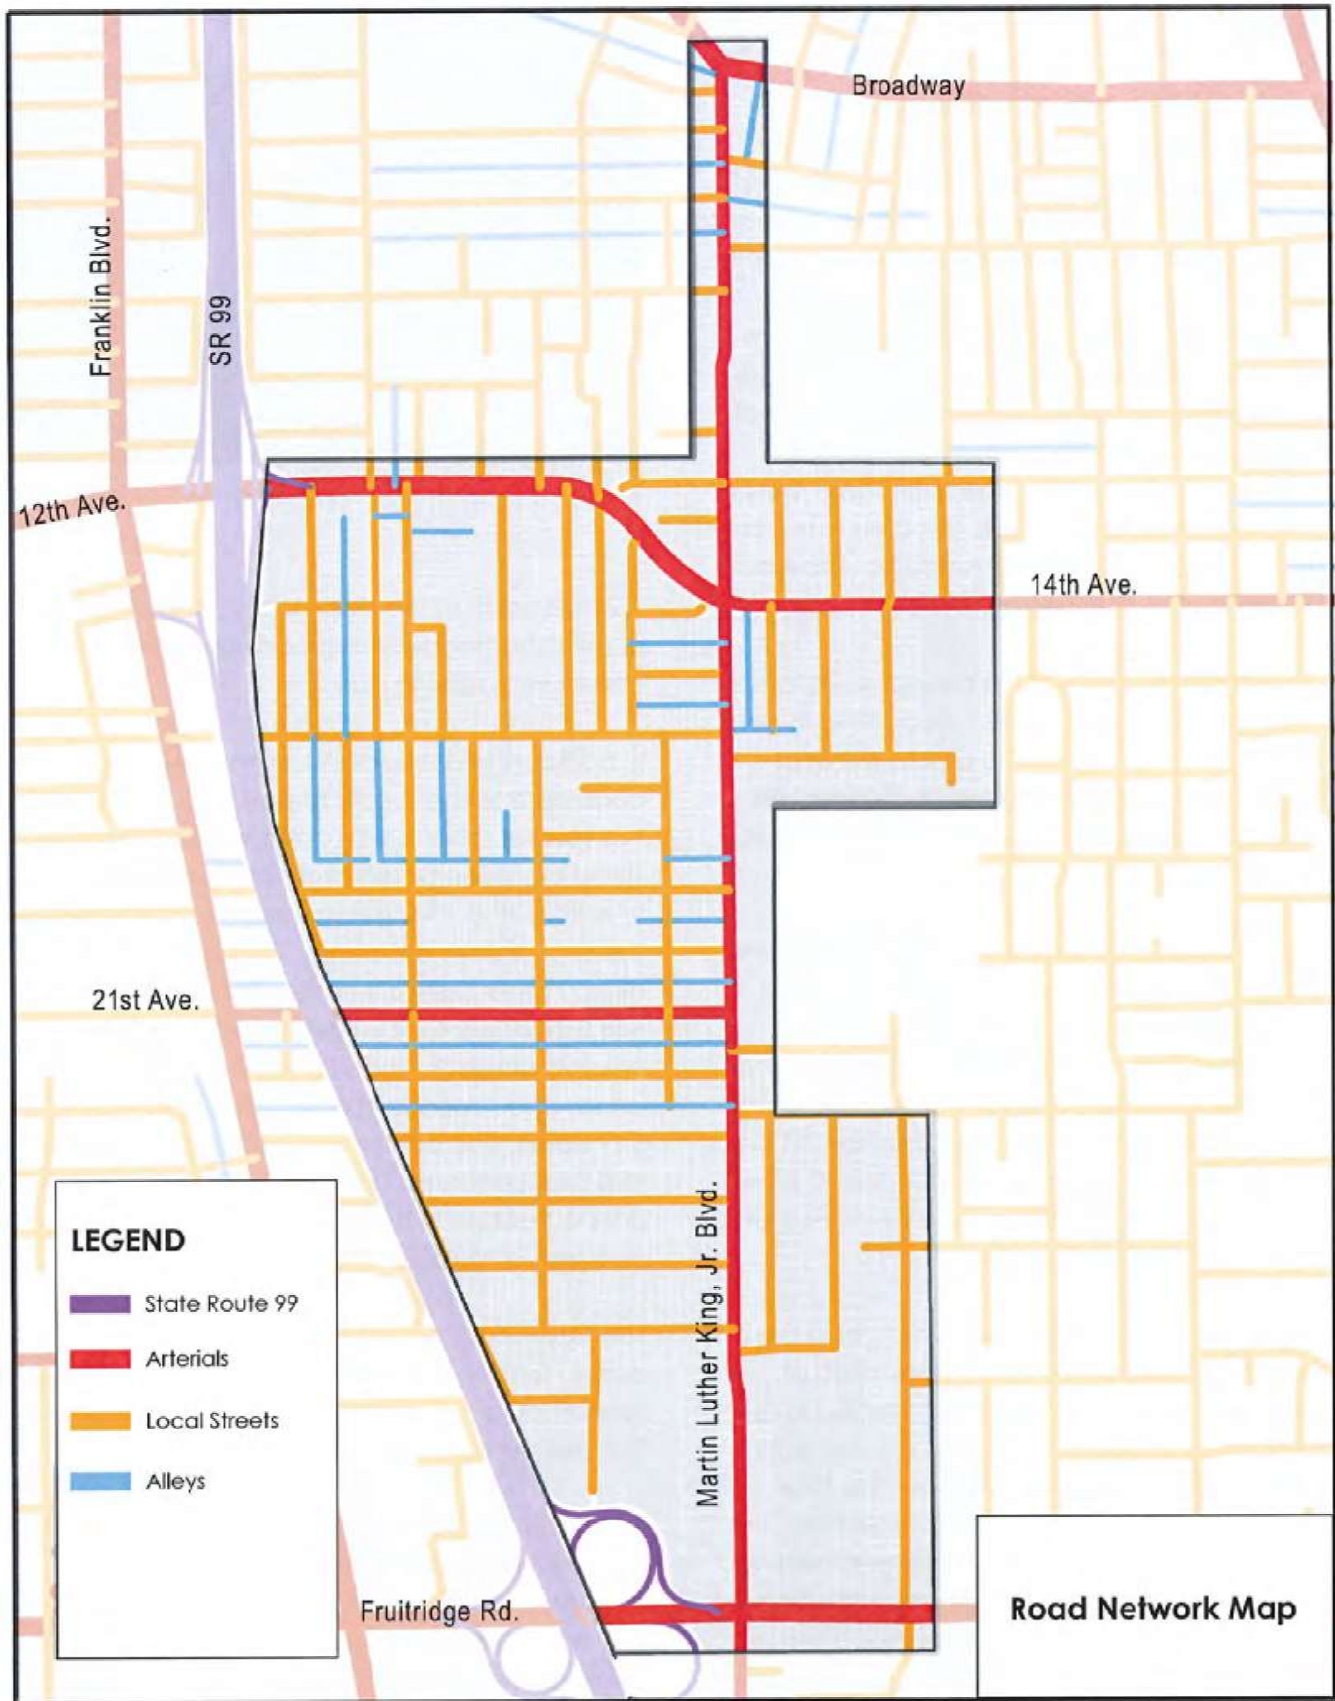 Broadway
Franklin Blvd.
SR 99
12th Ave.
14th Ave.
21st Ave.
Martin Luther King, Jr. Blvd.
Fruitridge Rd.
LEGEND
State Route 99
Arterials
Local Streets
Alleys
Road Network Map